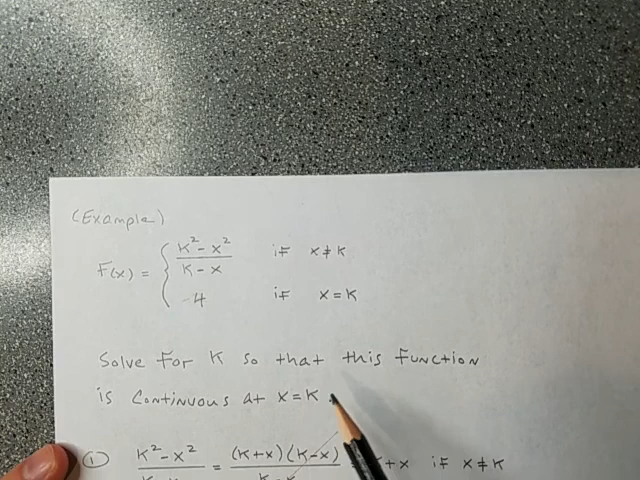 (Example)
F(x) = { K² - x² / K - x if x ≠ K
-4 if x = K
Solve For K so that this function
is continuous at x = K.
① K² - x² / = (K+x)(K-x) / +x if x ≠ K